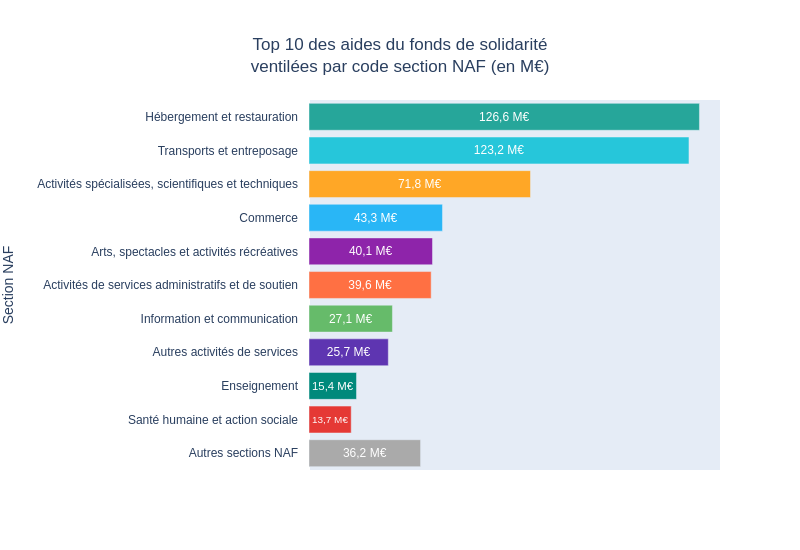 Top 10 des aides du fonds de solidarité
ventilées par code section NAF (en M€)
Section NAF
Hébergement et restauration 126,6 M€
Transports et entreposage 123,2 M€
Activités spécialisées, scientifiques et techniques 71,8 M€
Commerce 43,3 M€
Arts, spectacles et activités récréatives 40,1 M€
Activités de services administratifs et de soutien 39,6 M€
Information et communication 27,1 M€
Autres activités de services 25,7 M€
Enseignement 15,4 M€
Santé humaine et action sociale 13,7 M€
Autres sections NAF 36,2 M€